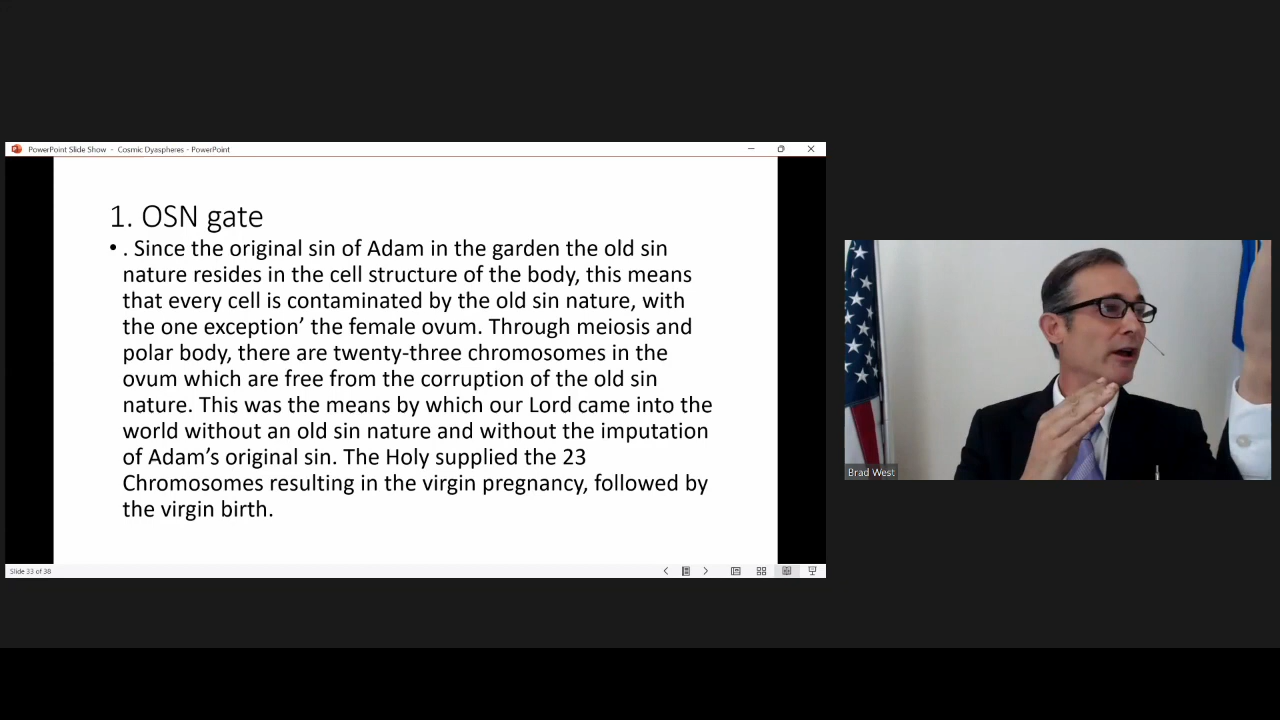 PowerPoint Slide Show - Cosmic Dyaspheres - PowerPoint
1. OSN gate
• . Since the original sin of Adam in the garden the old sin
nature resides in the cell structure of the body, this means
that every cell is contaminated by the old sin nature, with
the one exception’ the female ovum. Through meiosis and
polar body, there are twenty-three chromosomes in the
ovum which are free from the corruption of the old sin
nature. This was the means by which our Lord came into the
world without an old sin nature and without the imputation
of Adam’s original sin. The Holy supplied the 23
Chromosomes resulting in the virgin pregnancy, followed by
the virgin birth.
Slide 33 of 38
Brad West